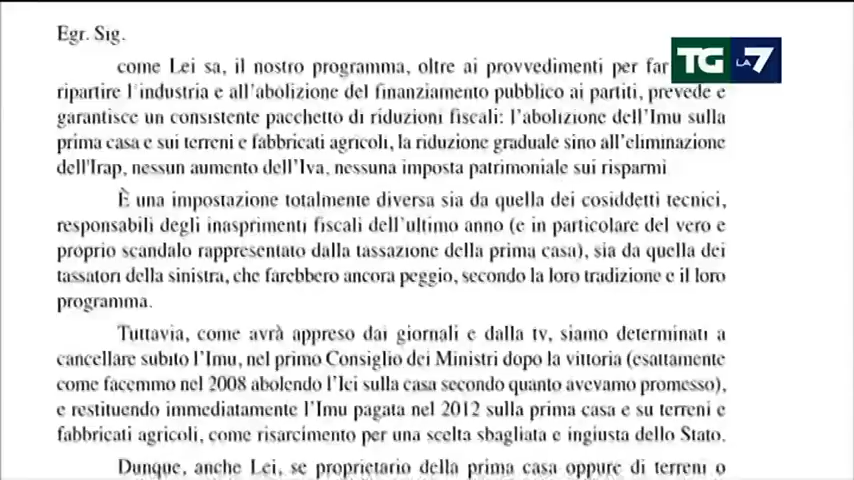 Egr. Sig.
TG LA 7
come Lei sa, il nostro programma, oltre ai provvedimenti per far
ripartire l'industria e all'abolizione del finanziamento pubblico ai partiti, prevede e
garantisce un consistente pacchetto di riduzioni fiscali: l'abolizione dell'Imu sulla
prima casa e sui terreni e fabbricati agricoli, la riduzione graduale sino all'eliminazione
dell'Irap, nessun aumento dell'Iva, nessuna imposta patrimoniale sui risparmi
È una impostazione totalmente diversa sia da quella dei cosiddetti tecnici,
responsabili degli inasprimenti fiscali dell'ultimo anno (e in particolare del vero e
proprio scandalo rappresentato dalla tassazione della prima casa), sia da quella dei
tassatori della sinistra, che farebbero ancora peggio, secondo la loro tradizione e il loro
programma.
Tuttavia, come avrà appreso dai giornali e dalla tv, siamo determinati a
cancellare subito l'Imu, nel primo Consiglio dei Ministri dopo la vittoria (esattamente
come facemmo nel 2008 abolendo l'Ici sulla casa secondo quanto avevamo promesso),
e restituendo immediatamente l'Imu pagata nel 2012 sulla prima casa e su terreni e
fabbricati agricoli, come risarcimento per una scelta sbagliata e ingiusta dello Stato.
Dunque, anche Lei, se proprietario della prima casa oppure di terreni o